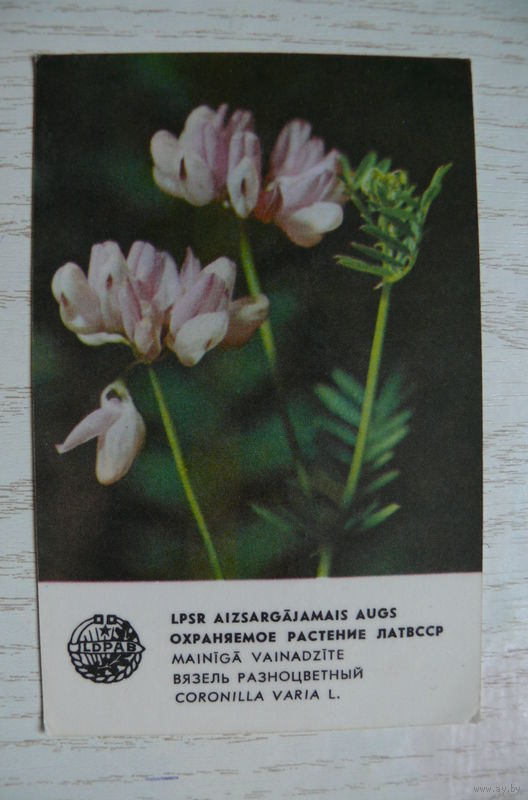 LPSR AIZSARGĀJAMAIS AUGS
ОХРАНЯЕМОЕ РАСТЕНИЕ ЛАТВССР
LDPAB
MAINĪGĀ VAINADZĪTE
ВЯЗЕЛЬ РАЗНОЦВЕТНЫЙ
CORONILLA VARIA L.
www.ay.by